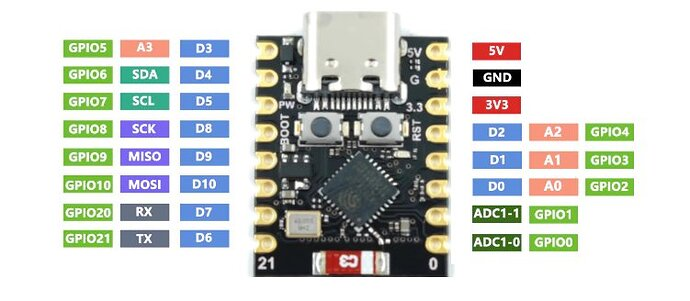 GPIO5 A3 D3
GPIO6 SDA D4
GPIO7 SCL D5
GPIO8 SCK D8
GPIO9 MISO D9
GPIO10 MOSI D10
GPIO20 RX D7
GPIO21 TX D6
5V
G
3.3
PW
BOOT
RST
21
C3
0
5V
GND
3V3
D2 A2 GPIO4
D1 A1 GPIO3
D0 A0 GPIO2
ADC1-1 GPIO1
ADC1-0 GPIO0